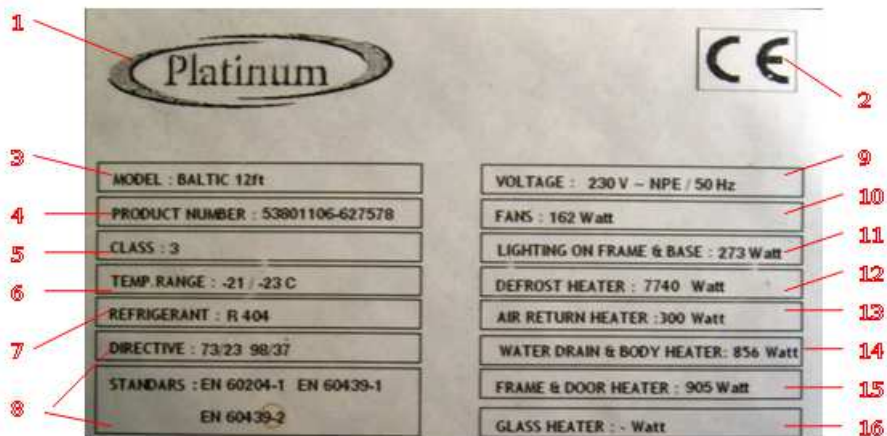 1
Platinum
CE
2
3
MODEL : BALTIC 12ft
4
PRODUCT NUMBER : 53801106-627578
5
CLASS : 3
6
TEMP.RANGE : -21 / -23 C
7
REFRIGERANT : R 404
8
DIRECTIVE : 73/23 98/37
STANDARS : EN 60204-1 EN 60439-1
EN 60439-2
9
VOLTAGE : 230 V ~ NPE / 50 Hz
10
FANS : 162 Watt
11
LIGHTING ON FRAME & BASE : 273 Watt
12
DEFROST HEATER : 7740 Watt
13
AIR RETURN HEATER :300 Watt
14
WATER DRAIN & BODY HEATER: 856 Watt
15
FRAME & DOOR HEATER : 905 Watt
16
GLASS HEATER : - Watt